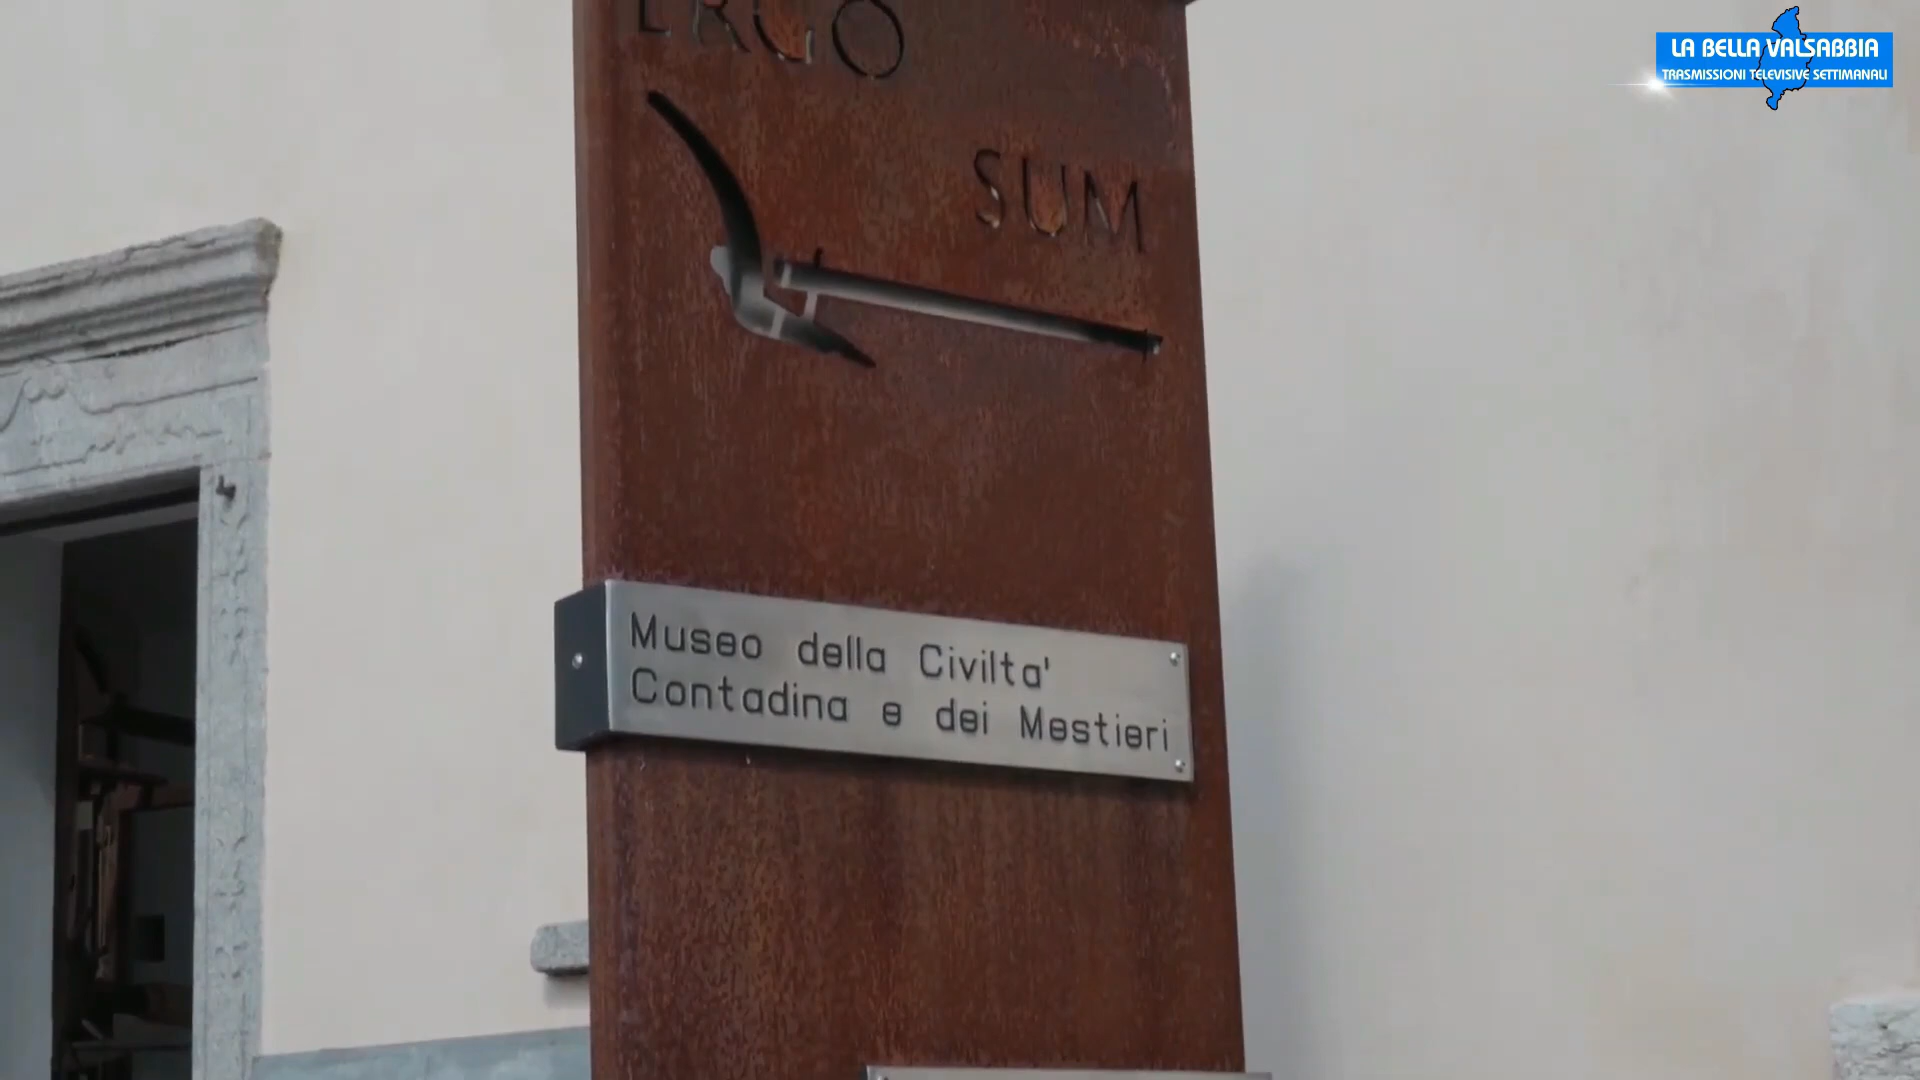 ERGO
SUM
Museo della Civilta'
Contadina e dei Mestieri
LA BELLA VALSABBIA
TRASMISSIONI TELEVISIVE SETTIMANALI